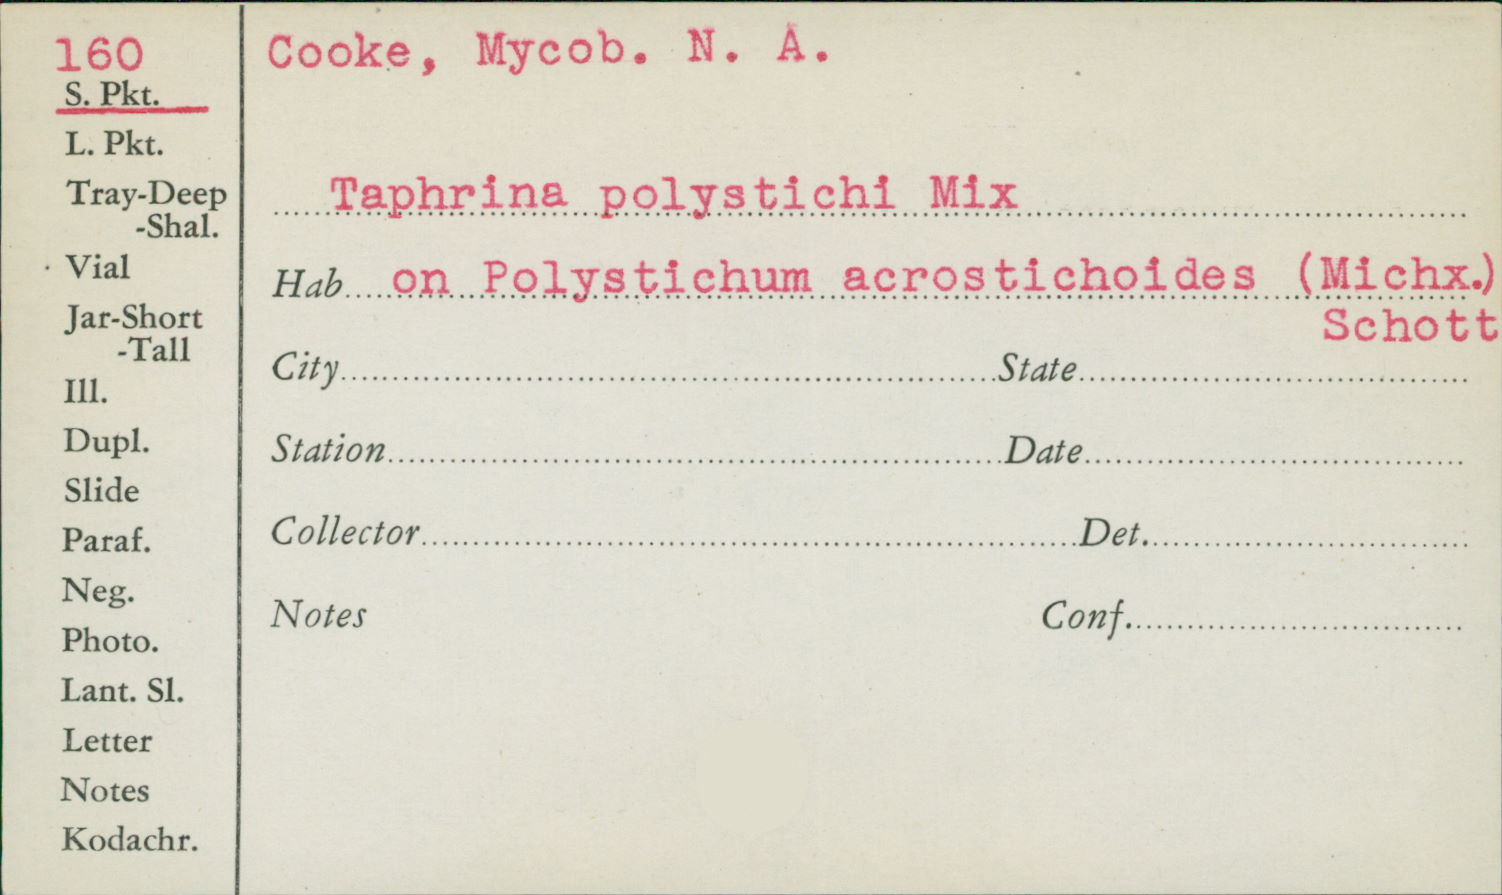 160
S. Pkt.
L. Pkt.
Tray-Deep
-Shal.
Vial
Jar-Short
-Tall
Ill.
Dupl.
Slide
Paraf.
Neg.
Photo.
Lant. Sl.
Letter
Notes
Kodachr.
Cooke, Mycob. N. A.
Taphrina polystichi Mix
Hab on Polystichum acrostichoides (Michx.)
Schott
City State
Station Date
Collector Det.
Notes Conf.